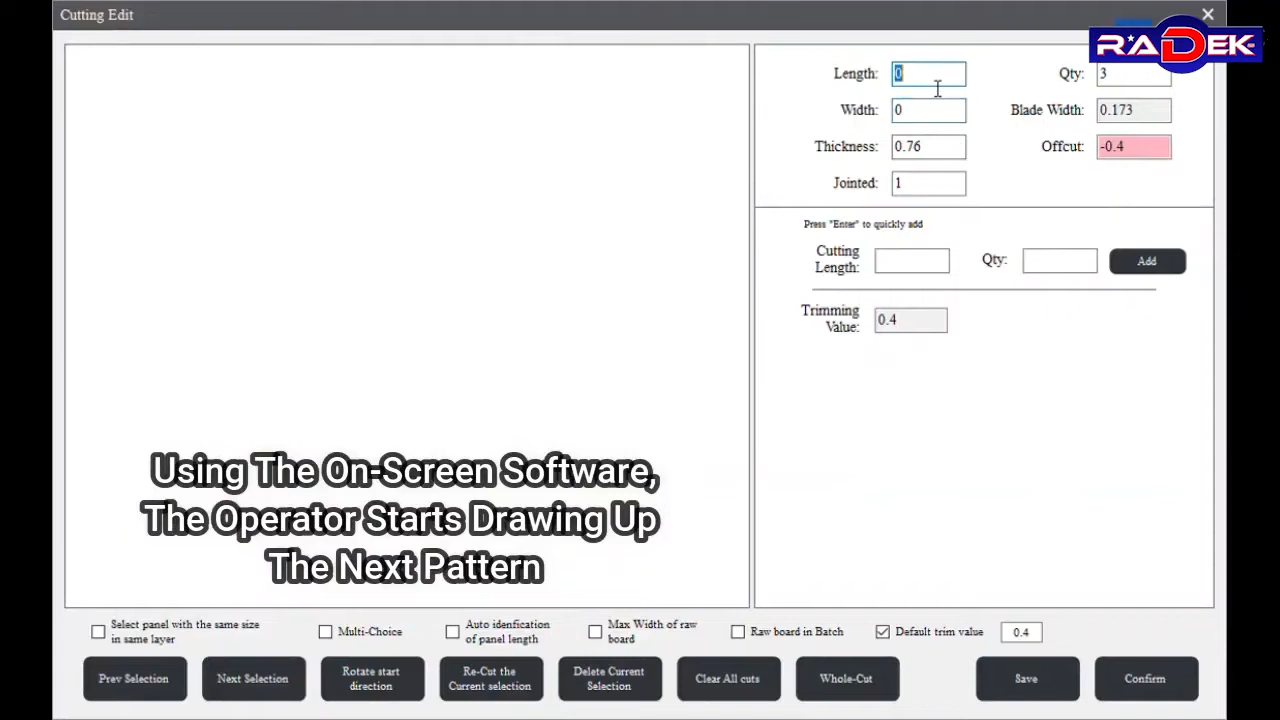 Cutting Edit
RADEK
Length: 0
Qty: 3
Width: 0
Blade Width: 0.173
Thickness: 0.76
Offcut: -0.4
Jointed: 1
Press "Enter" to quickly add
Cutting
Length:
Qty:
Add
Trimming
Value: 0.4
Using The On-Screen Software,
The Operator Starts Drawing Up
The Next Pattern
Select panel with the same size
in same layer
Multi-Choice
Auto idenfication
of panel length
Max Width of raw
board
Raw board in Batch
Default trim value 0.4
Prev Selection
Next Selection
Rotate start
direction
Re-Cut the
Current selection
Delete Current
Selection
Clear All cuts
Whole-Cut
Save
Confirm